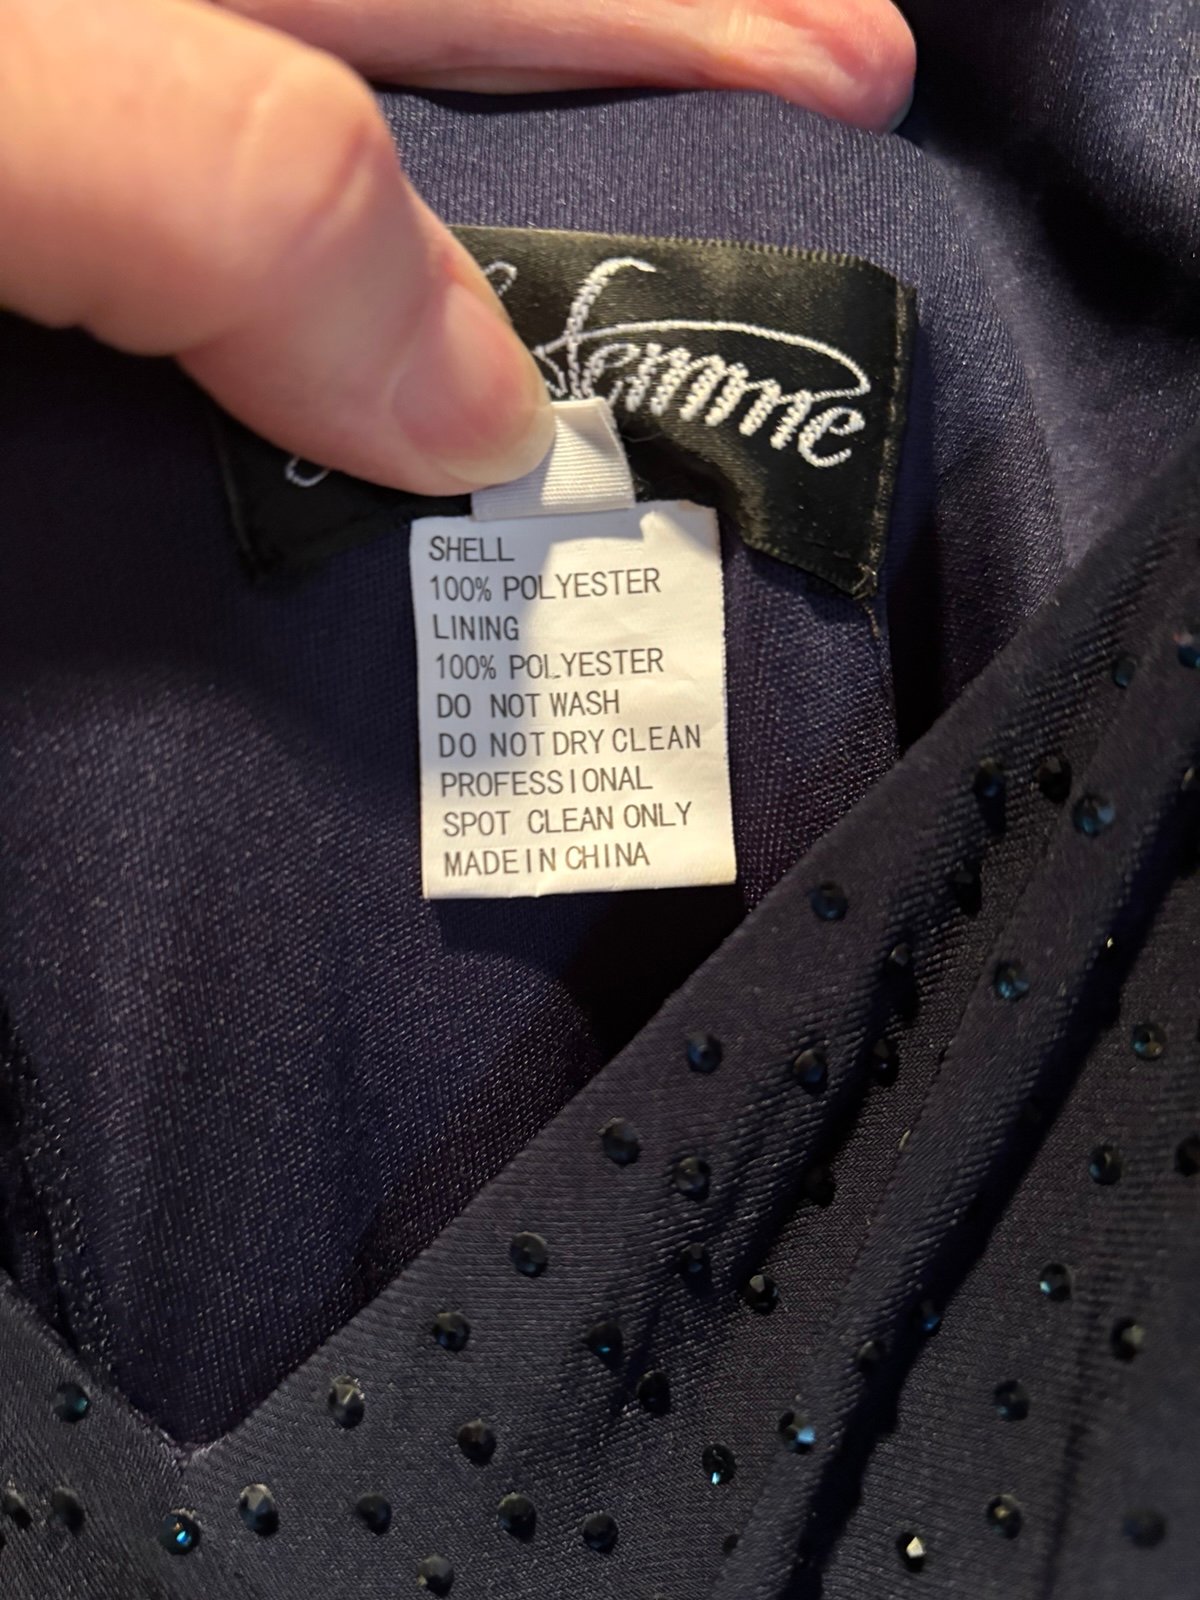 Femme
SHELL
100% POLYESTER
LINING
100% POLYESTER
DO NOT WASH
DO NOT DRY CLEAN
PROFESSIONAL
SPOT CLEAN ONLY
MADE IN CHINA